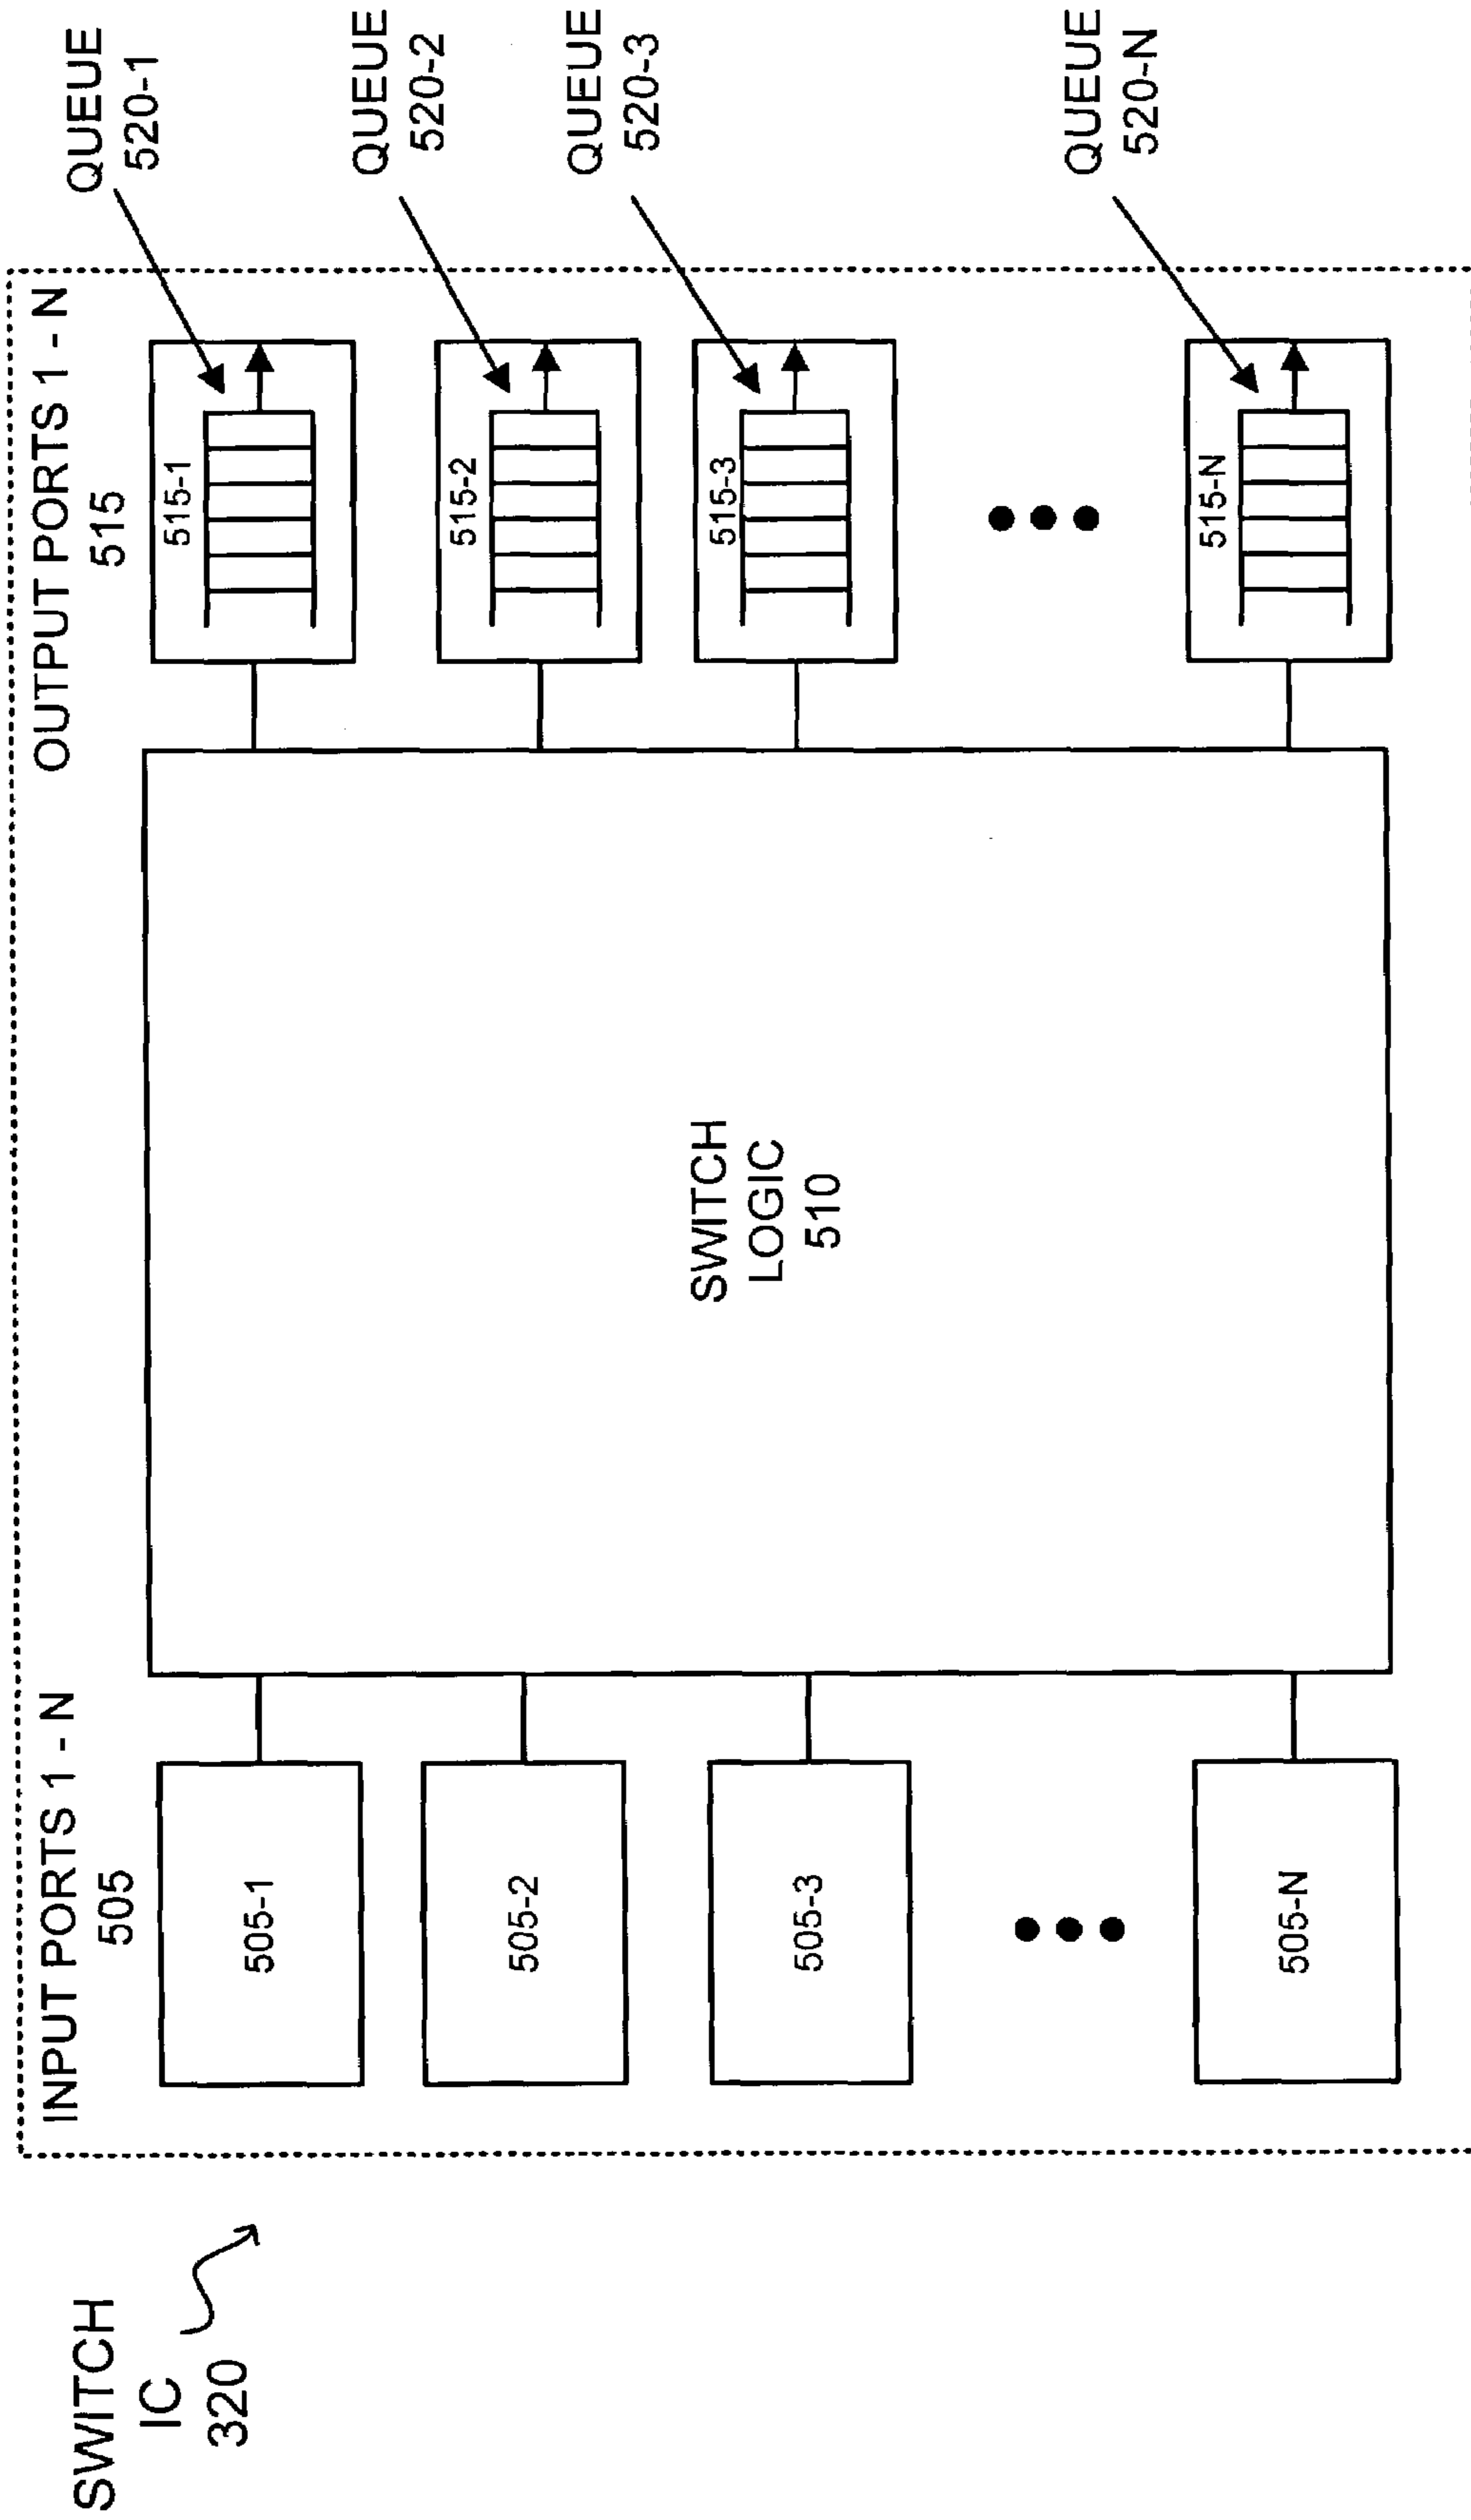 SWITCH
IC
320
INPUT PORTS 1 - N
505
505-1
505-2
505-3
505-N
SWITCH
LOGIC
510
OUTPUT PORTS 1 - N
515
515-1
515-2
515-3
515-N
QUEUE
520-1
QUEUE
520-2
QUEUE
520-3
QUEUE
520-N